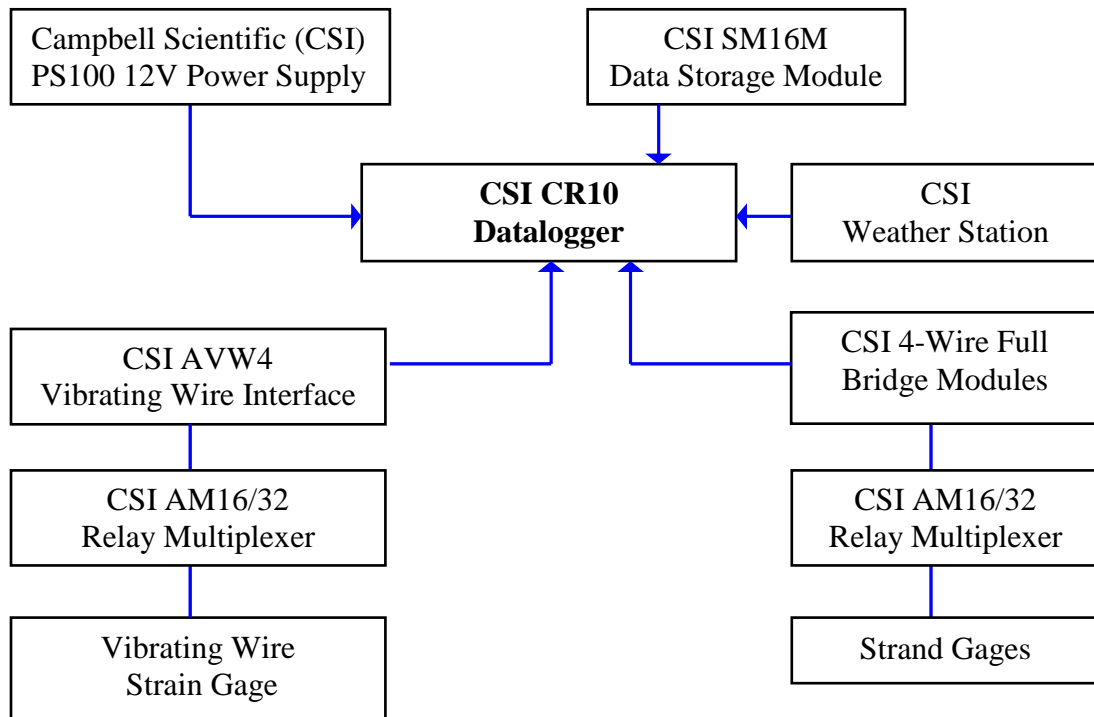 Campbell Scientific (CSI)
PS100 12V Power Supply
CSI SM16M
Data Storage Module
CSI CR10
Datalogger
CSI
Weather Station
CSI AVW4
Vibrating Wire Interface
CSI 4-Wire Full
Bridge Modules
CSI AM16/32
Relay Multiplexer
CSI AM16/32
Relay Multiplexer
Vibrating Wire
Strain Gage
Strand Gages